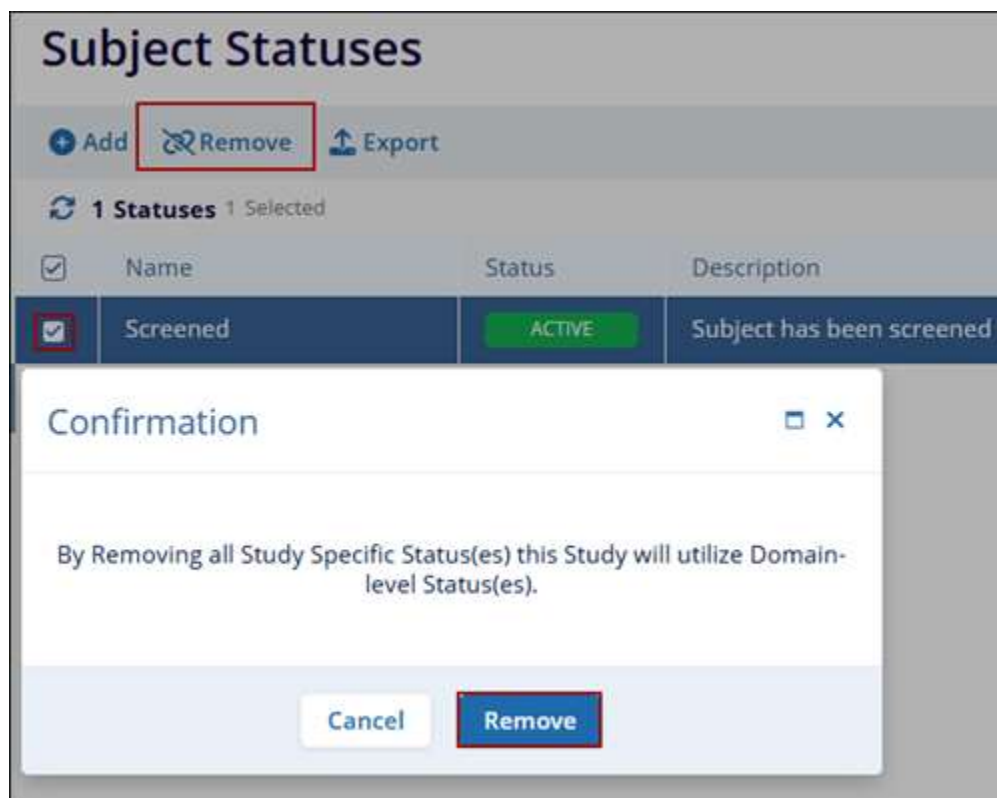 Subject Statuses
Add Remove Export
1 Statuses 1 Selected
Name Status Description
Screened ACTIVE Subject has been screened
Confirmation
By Removing all Study Specific Status(es) this Study will utilize Domain-
level Status(es).
Cancel Remove